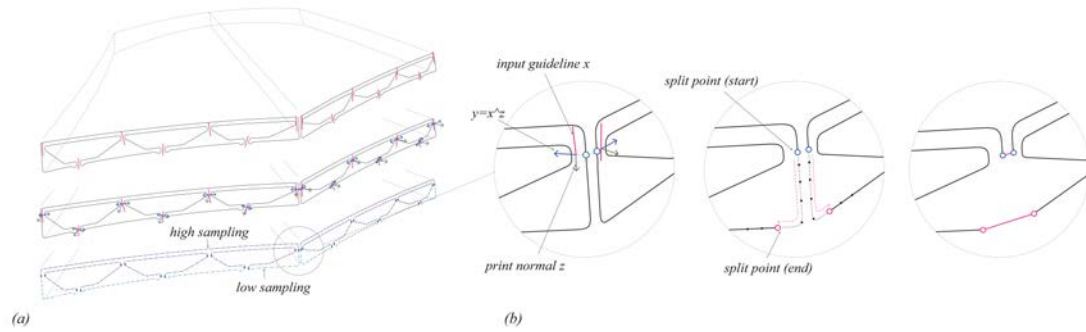 input guideline x
split point (start)
y=x^z
high sampling
print normal z
split point (end)
low sampling
(a)
(b)